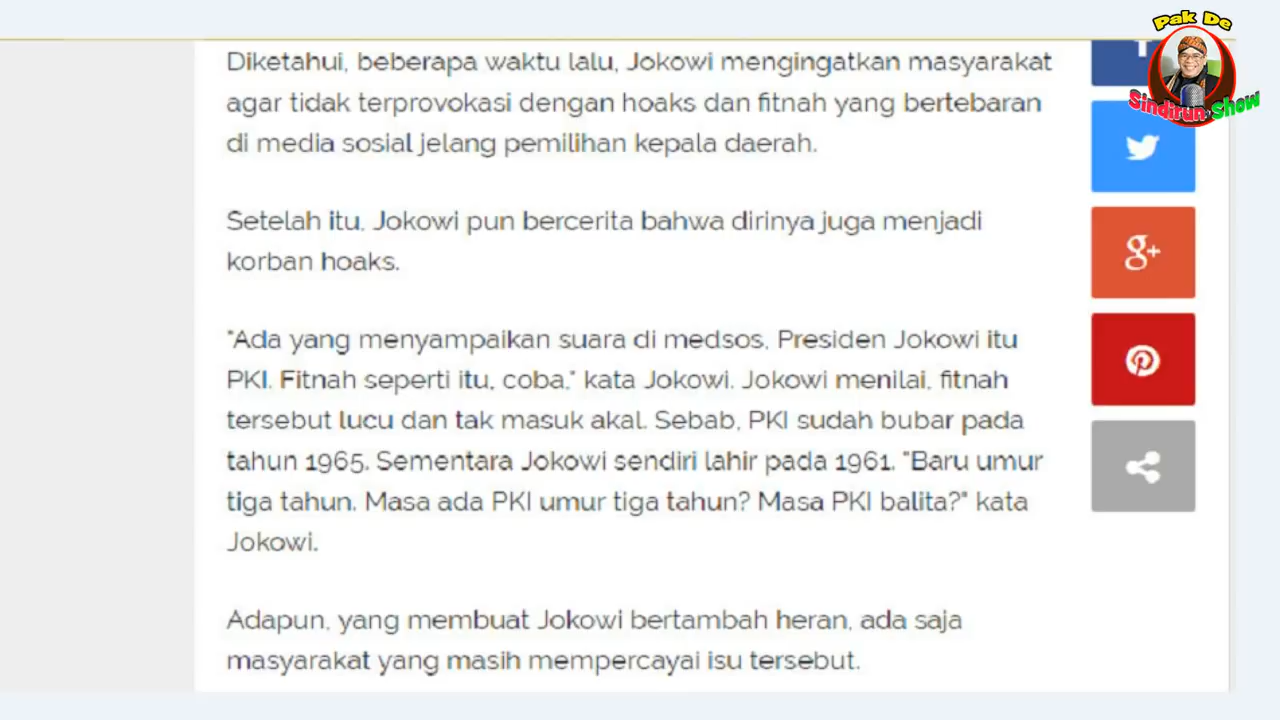 Pak De
Sindiran Show
Diketahui, beberapa waktu lalu, Jokowi mengingatkan masyarakat
agar tidak terprovokasi dengan hoaks dan fitnah yang bertebaran
di media sosial jelang pemilihan kepala daerah.
Setelah itu, Jokowi pun bercerita bahwa dirinya juga menjadi
korban hoaks.
"Ada yang menyampaikan suara di medsos, Presiden Jokowi itu
PKI. Fitnah seperti itu, coba," kata Jokowi. Jokowi menilai, fitnah
tersebut lucu dan tak masuk akal. Sebab, PKI sudah bubar pada
tahun 1965. Sementara Jokowi sendiri lahir pada 1961. "Baru umur
tiga tahun. Masa ada PKI umur tiga tahun? Masa PKI balita?" kata
Jokowi.
Adapun, yang membuat Jokowi bertambah heran, ada saja
masyarakat yang masih mempercayai isu tersebut.
g+